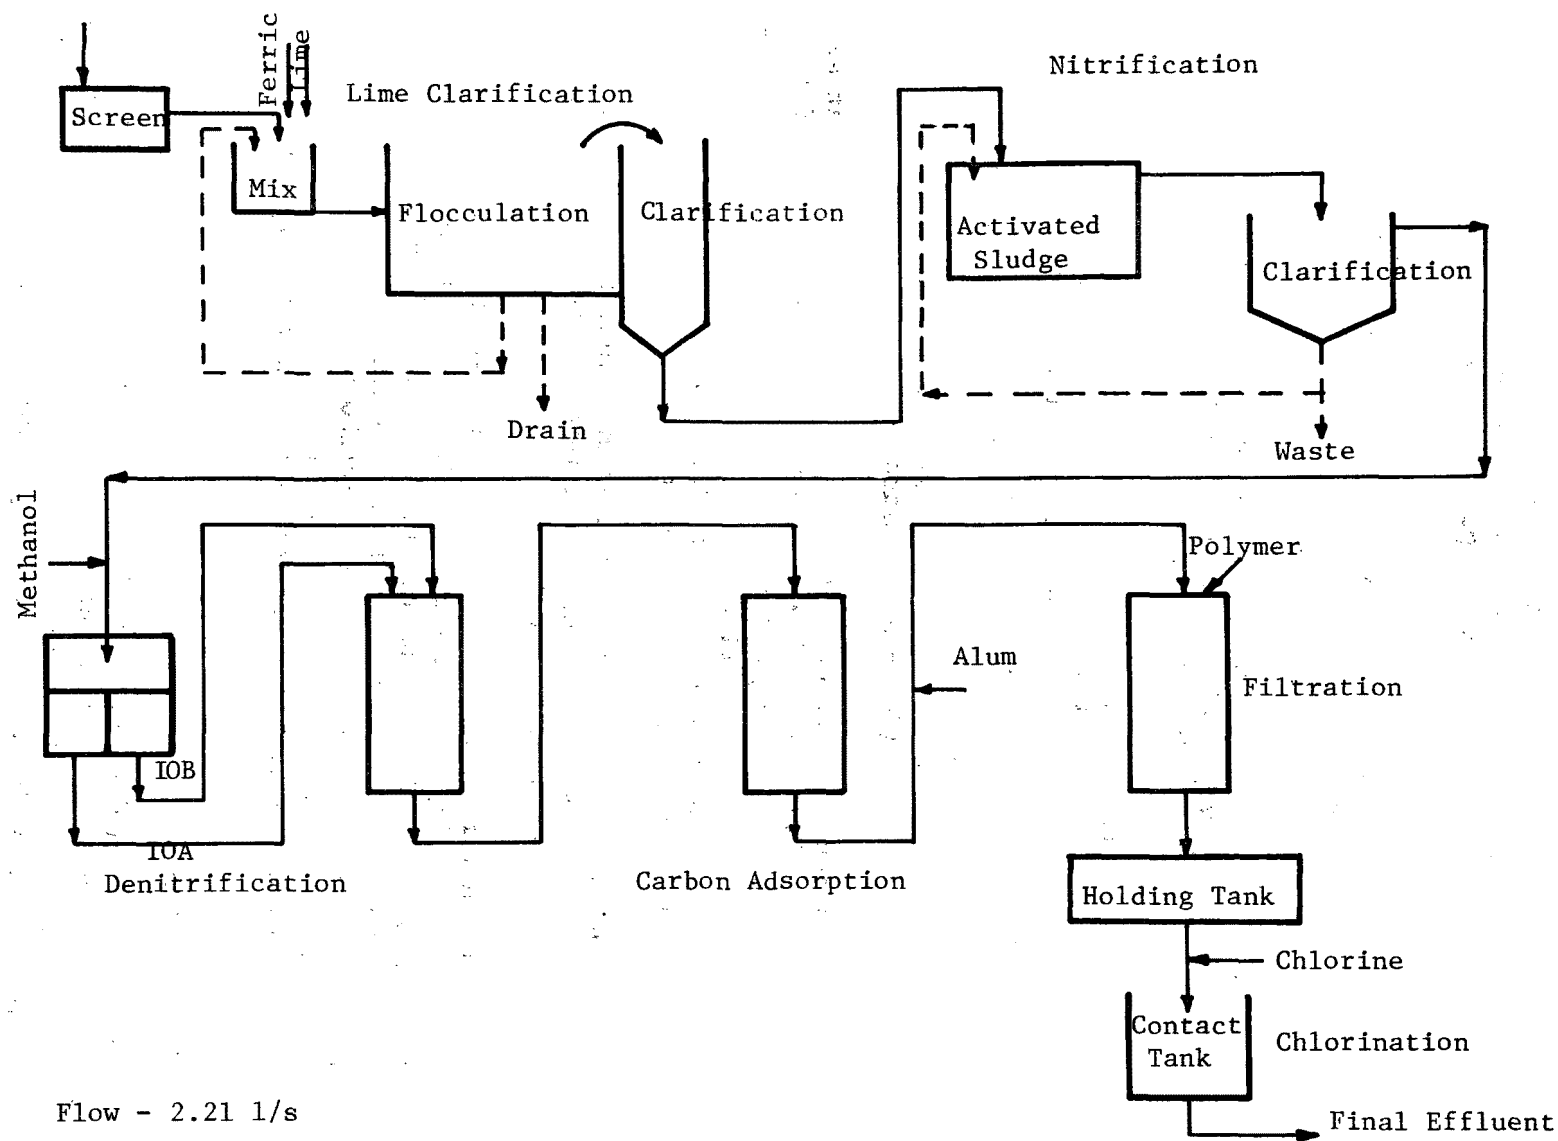 Ferric
Lime
Screen
Lime Clarification
Mix
Flocculation
Clarification
Drain
Nitrification
Activated
Sludge
Clarification
Waste
Methanol
IOB
IOA
Denitrification
Carbon Adsorption
Alum
Polymer
Filtration
Holding Tank
Chlorine
Contact
Tank
Chlorination
Flow - 2.21 l/s
Final Effluent